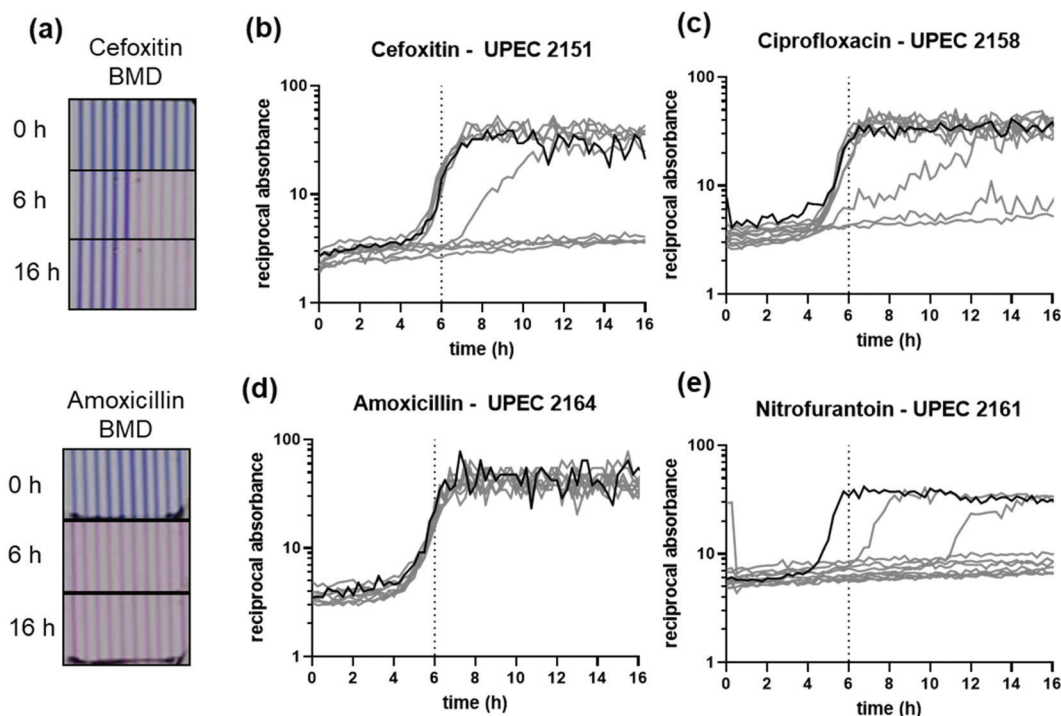 (a)
Cefoxitin
BMD
0 h
6 h
16 h
Amoxicillin
BMD
0 h
6 h
16 h
(b)
Cefoxitin - UPEC 2151
reciprocal absorbance
100
10
1
0 2 4 6 8 10 12 14 16
time (h)
(c)
Ciprofloxacin - UPEC 2158
reciprocal absorbance
100
10
1
0 2 4 6 8 10 12 14 16
time (h)
(d)
Amoxicillin - UPEC 2164
reciprocal absorbance
100
10
1
0 2 4 6 8 10 12 14 16
time (h)
(e)
Nitrofurantoin - UPEC 2161
reciprocal absorbance
100
10
1
0 2 4 6 8 10 12 14 16
time (h)